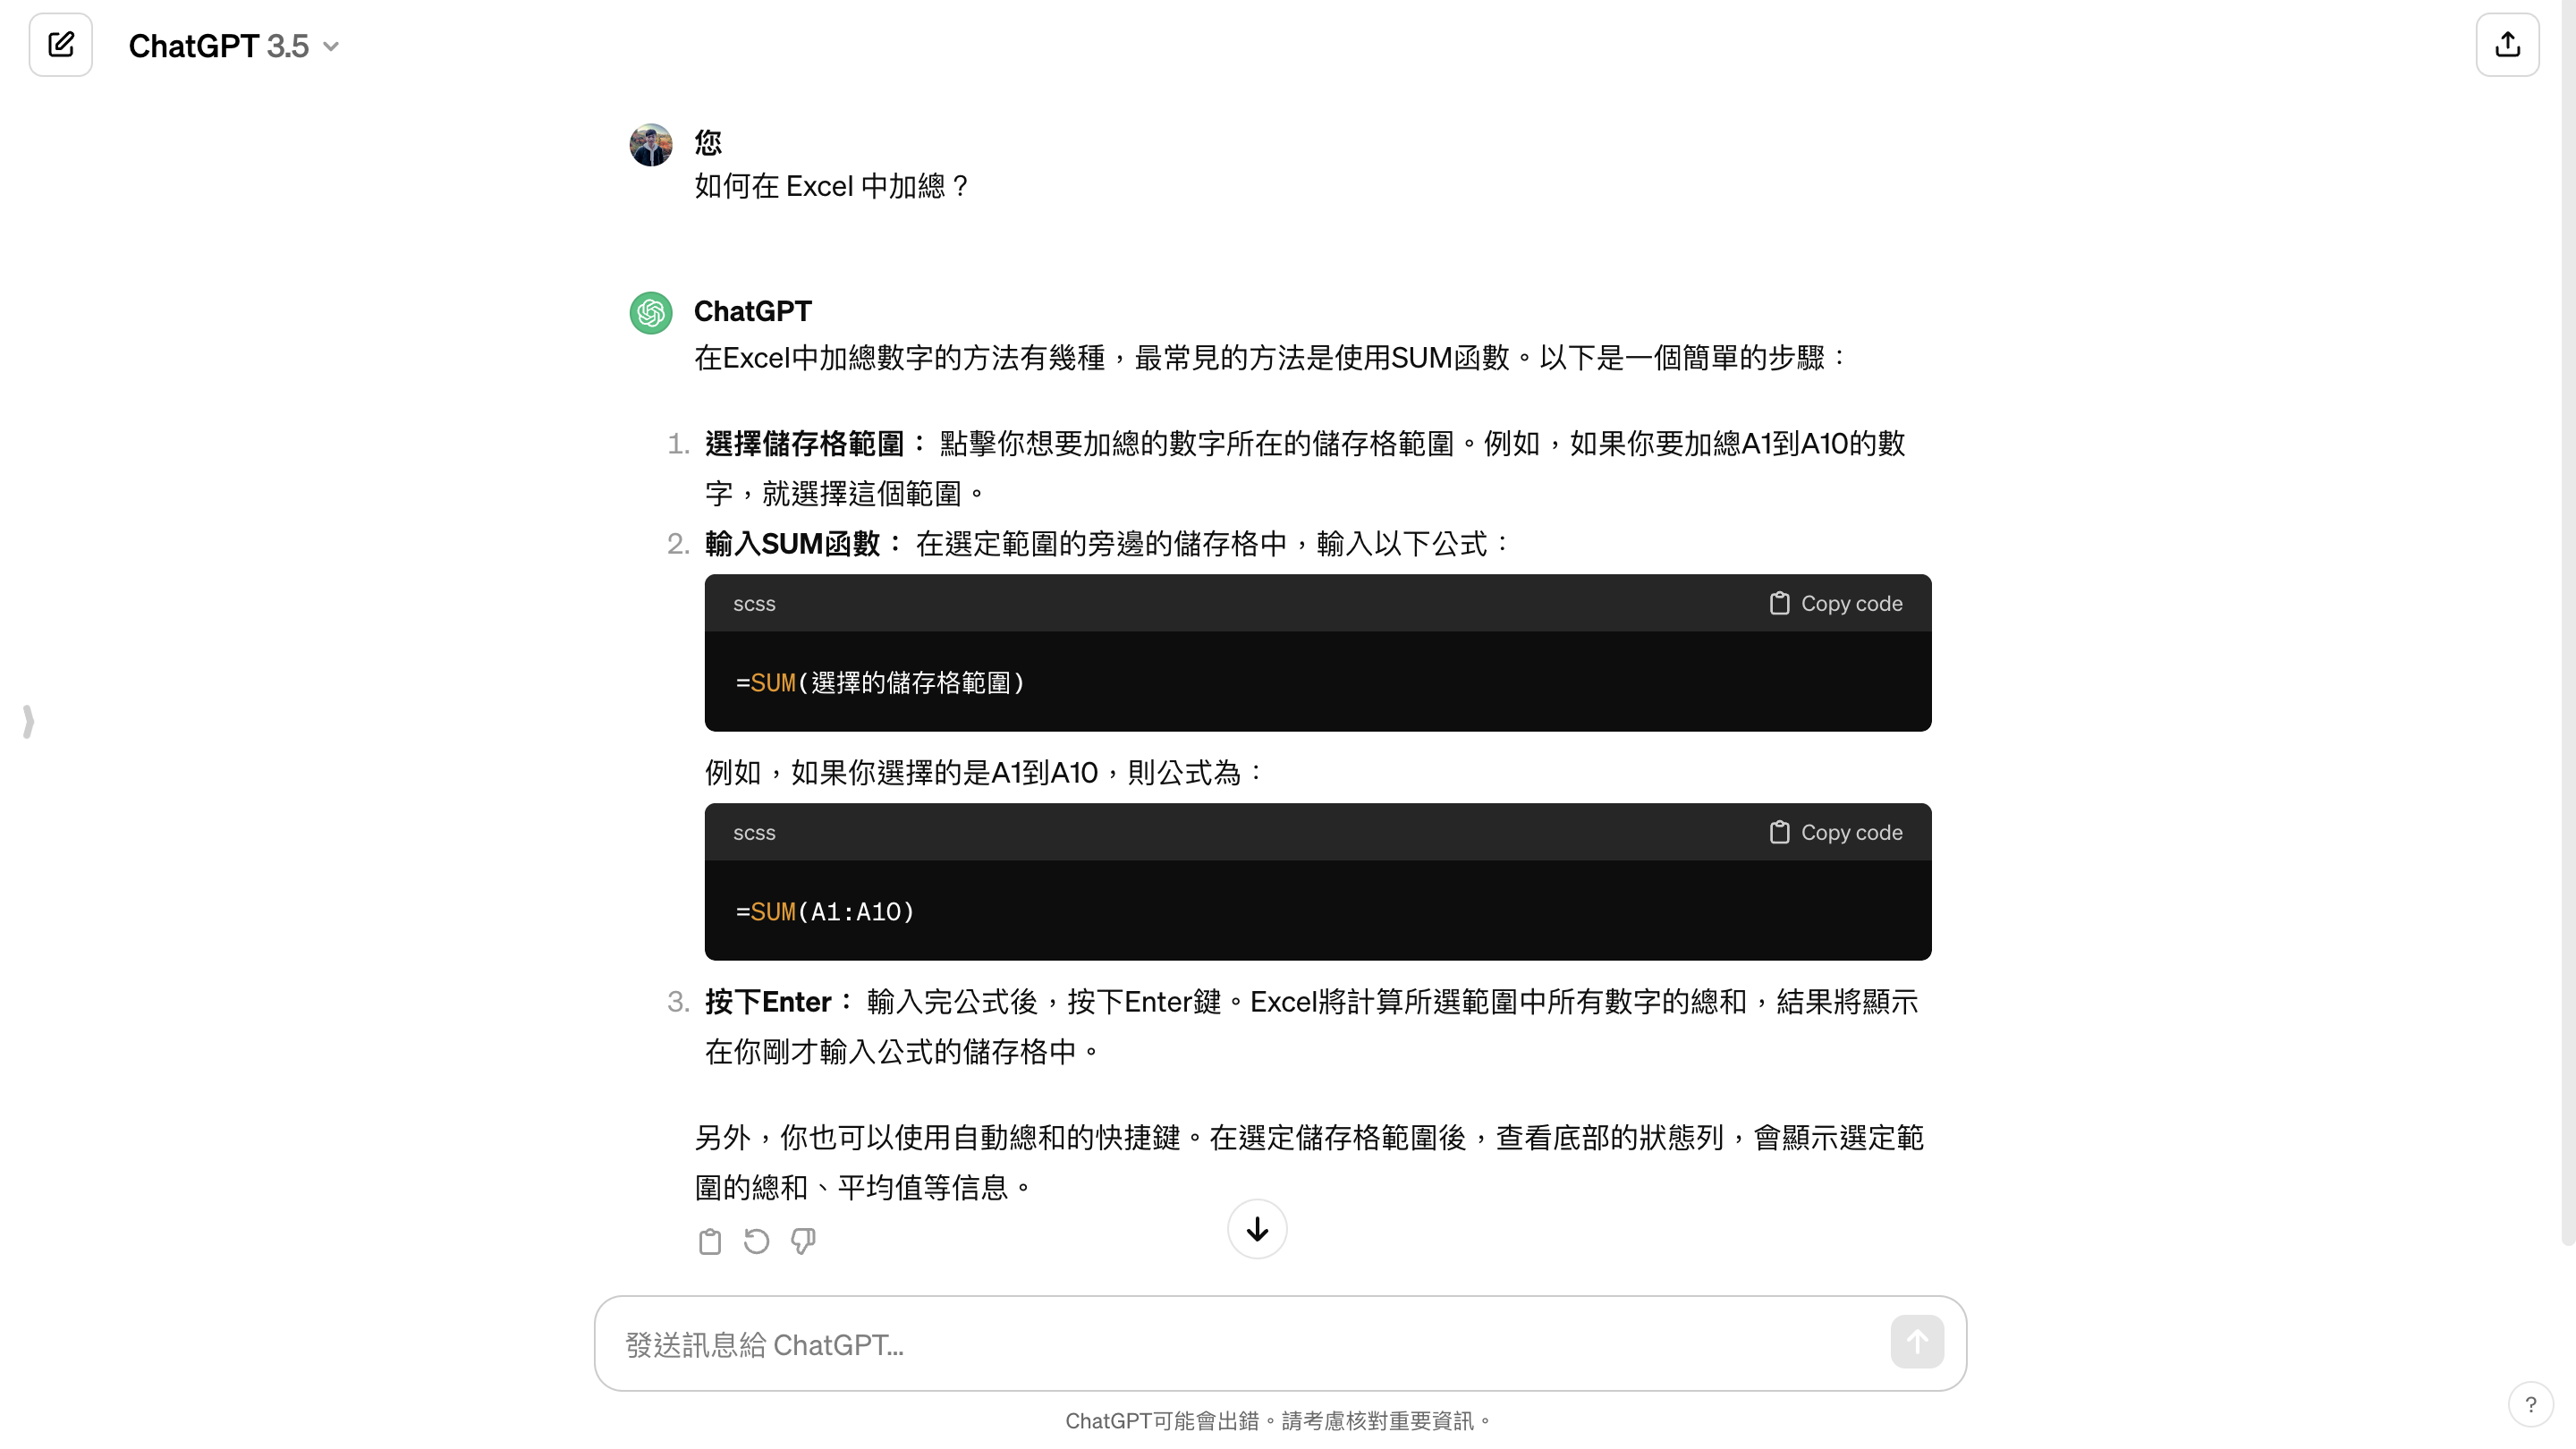 ChatGPT 3.5
您
如何在 Excel 中加總？
ChatGPT
在Excel中加總數字的方法有幾種，最常見的方法是使用SUM函數。以下是一個簡單的步驟：
1. 選擇儲存格範圍： 點擊你想要加總的數字所在的儲存格範圍。例如，如果你要加總A1到A10的數
字，就選擇這個範圍。
2. 輸入SUM函數： 在選定範圍的旁邊的儲存格中，輸入以下公式：
scss Copy code
=SUM(選擇的儲存格範圍)
例如，如果你選擇的是A1到A10，則公式為：
scss Copy code
=SUM(A1:A10)
3. 按下Enter： 輸入完公式後，按下Enter鍵。Excel將計算所選範圍中所有數字的總和，結果將顯示
在你剛才輸入公式的儲存格中。
另外，你也可以使用自動總和的快捷鍵。在選定儲存格範圍後，查看底部的狀態列，會顯示選定範
圍的總和、平均值等信息。
發送訊息給 ChatGPT...
ChatGPT可能會出錯。請考慮核對重要資訊。
?